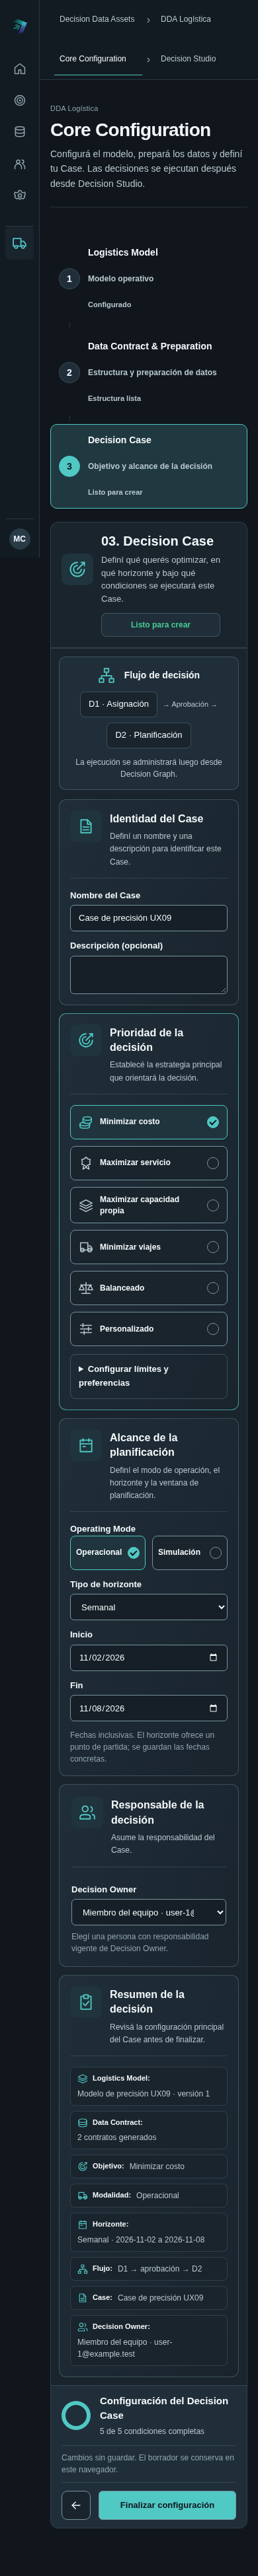 Decision Data Assets › DDA Logística
Core Configuration › Decision Studio
DDA Logística
Core Configuration
Configurá el modelo, prepará los datos y definí
tu Case. Las decisiones se ejecutan después
desde Decision Studio.
Logistics Model
1 Modelo operativo
Configurado
Data Contract & Preparation
2 Estructura y preparación de datos
Estructura lista
Decision Case
3 Objetivo y alcance de la decisión
Listo para crear
MC
03. Decision Case
Definí qué querés optimizar, en
qué horizonte y bajo qué
condiciones se ejecutará este
Case.
Listo para crear
Flujo de decisión
D1 · Asignación → Aprobación →
D2 · Planificación
La ejecución se administrará luego desde
Decision Graph.
Identidad del Case
Definí un nombre y una
descripción para identificar este
Case.
Nombre del Case
Case de precisión UX09
Descripción (opcional)
Prioridad de la
decisión
Establecé la estrategia principal
que orientará la decisión.
Minimizar costo
Maximizar servicio
Maximizar capacidad
propia
Minimizar viajes
Balanceado
Personalizado
▶ Configurar límites y
preferencias
Alcance de la
planificación
Definí el modo de operación, el
horizonte y la ventana de
planificación.
Operating Mode
Operacional Simulación
Tipo de horizonte
Semanal
Inicio
11/02/2026
Fin
11/08/2026
Fechas inclusivas. El horizonte ofrece un
punto de partida; se guardan las fechas
concretas.
Responsable de la
decisión
Asume la responsabilidad del
Case.
Decision Owner
Miembro del equipo · user-1@
Elegí una persona con responsabilidad
vigente de Decision Owner.
Resumen de la
decisión
Revisá la configuración principal
del Case antes de finalizar.
Logistics Model:
Modelo de precisión UX09 · versión 1
Data Contract:
2 contratos generados
Objetivo: Minimizar costo
Modalidad: Operacional
Horizonte:
Semanal · 2026-11-02 a 2026-11-08
Flujo: D1 → aprobación → D2
Case: Case de precisión UX09
Decision Owner:
Miembro del equipo · user-
1@example.test
Configuración del Decision
Case
5 de 5 condiciones completas
Cambios sin guardar. El borrador se conserva en
este navegador.
Finalizar configuración